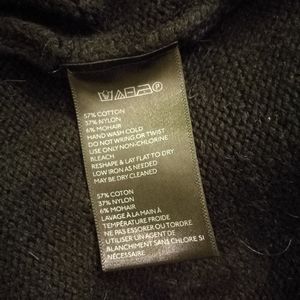 57% COTTON
37% NYLON
6% MOHAIR
HAND WASH COLD
DO NOT WRING OR TWIST
USE ONLY NON-CHLORINE
BLEACH
RESHAPE & LAY FLAT TO DRY
LOW IRON AS NEEDED
MAY BE DRY CLEANED
57% COTON
37% NYLON
6% MOHAIR
LAVAGE À LA MAIN À
TEMPÉRATURE FROIDE
NE PAS ESSORER OU TORDRE
UTILISER UN AGENT DE
BLANCHIMENT SANS CHLORE SI
NÉCESSAIRE